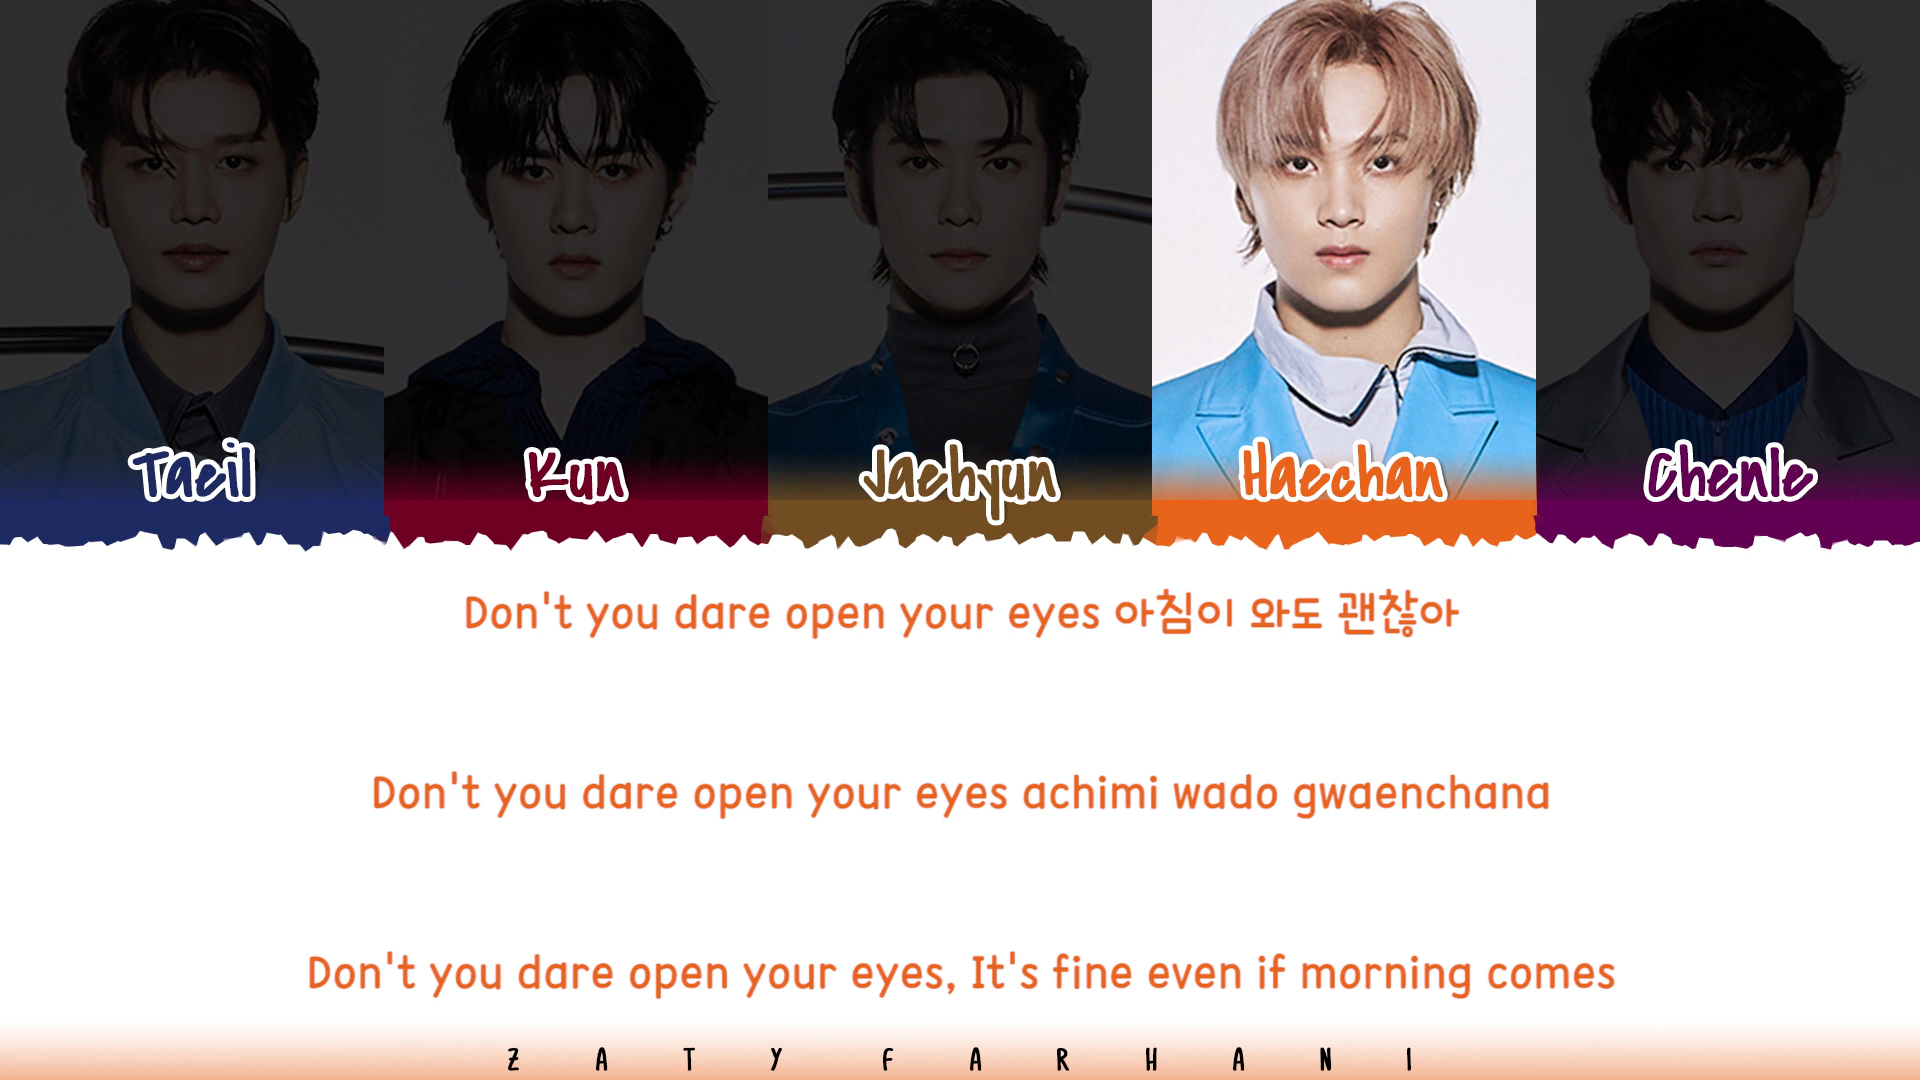 Taeil Kun Jaehyun Haechan Chenle
Don't you dare open your eyes 아침이 와도 괜찮아
Don't you dare open your eyes achimi wado gwaenchana
Don't you dare open your eyes, It's fine even if morning comes
ZATY FARHANI